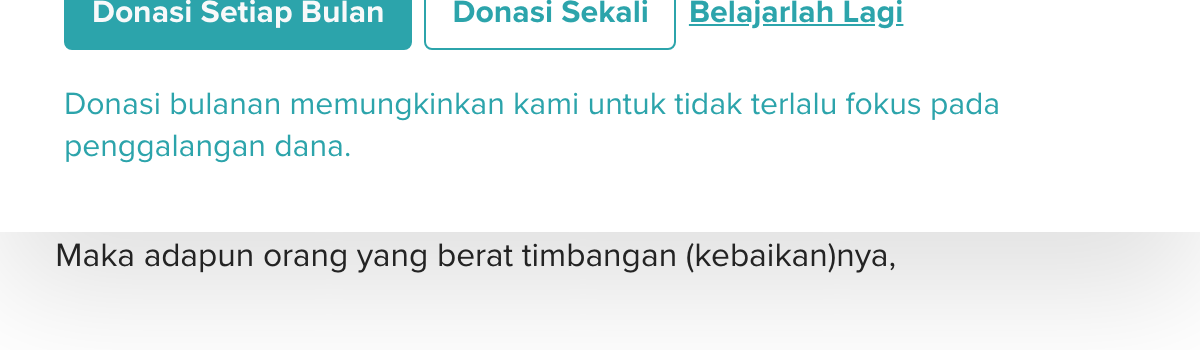 Donasi Setiap Bulan Donasi Sekali Belajarlah Lagi
Donasi bulanan memungkinkan kami untuk tidak terlalu fokus pada
penggalangan dana.
Maka adapun orang yang berat timbangan (kebaikan)nya,